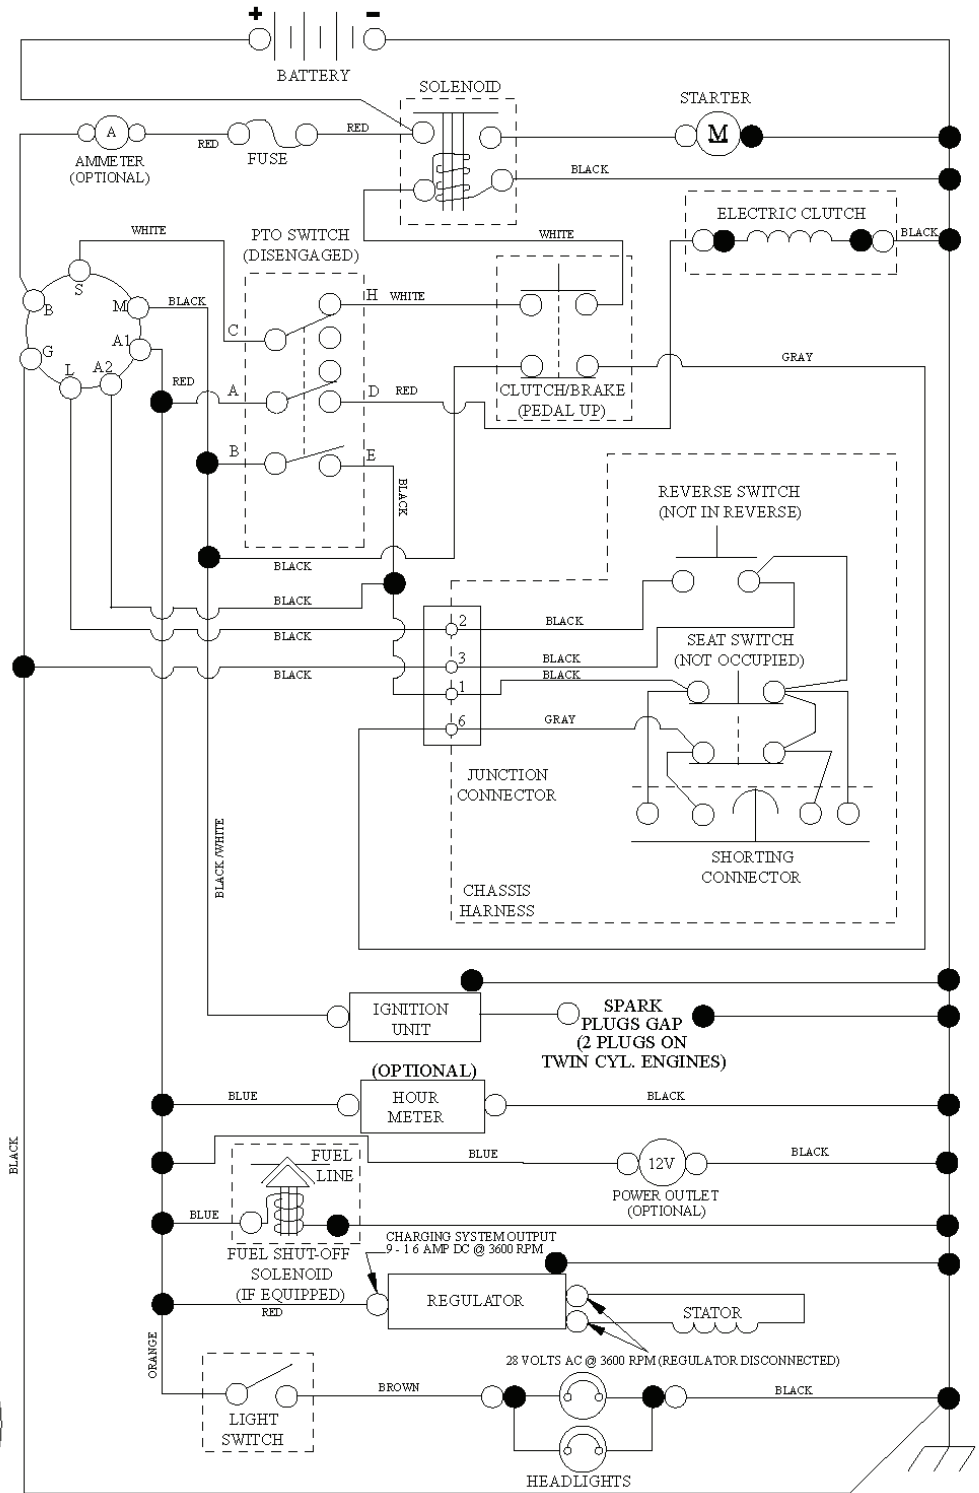 + -
BATTERY
SOLENOID
STARTER
A
RED
FUSE
RED
M
AMMETER
(OPTIONAL)
BLACK
ELECTRIC CLUTCH
BLACK
WHITE
PTO SWITCH
(DISENGAGED)
WHITE
S
B
M
BLACK
H
WHITE
C
G
A1
L
A2
RED
A
D
RED
CLUTCH/BRAKE
(PEDAL UP)
GRAY
B
E
BLACK
REVERSE SWITCH
(NOT IN REVERSE)
BLACK
BLACK
BLACK
2
BLACK
SEAT SWITCH
(NOT OCCUPIED)
3
BLACK
BLACK
BLACK
1
6
GRAY
JUNCTION
CONNECTOR
BLACK/WHITE
SHORTING
CONNECTOR
CHASSIS
HARNESS
IGNITION
UNIT
SPARK
PLUGS GAP
(2 PLUGS ON
TWIN CYL. ENGINES)
(OPTIONAL)
BLUE
HOUR
METER
BLACK
BLACK
FUEL
LINE
BLUE
12V
BLACK
POWER OUTLET
(OPTIONAL)
BLUE
CHARGING SYSTEM OUTPUT
9 - 16 AMP DC @ 3600 RPM
FUEL SHUT-OFF
SOLENOID
(IF EQUIPPED)
RED
REGULATOR
STATOR
ORANGE
28 VOLTS AC @ 3600 RPM (REGULATOR DISCONNECTED)
BROWN
BLACK
LIGHT
SWITCH
HEADLIGHTS